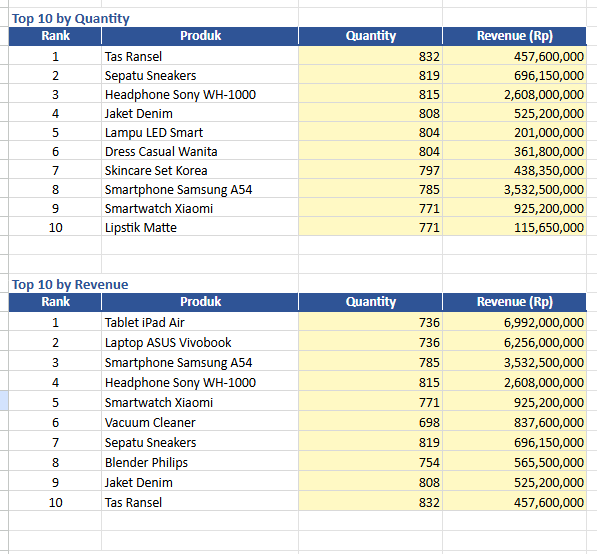 Top 10 by Quantity
Rank Produk Quantity Revenue (Rp)
1 Tas Ransel 832 457,600,000
2 Sepatu Sneakers 819 696,150,000
3 Headphone Sony WH-1000 815 2,608,000,000
4 Jaket Denim 808 525,200,000
5 Lampu LED Smart 804 201,000,000
6 Dress Casual Wanita 804 361,800,000
7 Skincare Set Korea 797 438,350,000
8 Smartphone Samsung A54 785 3,532,500,000
9 Smartwatch Xiaomi 771 925,200,000
10 Lipstik Matte 771 115,650,000
Top 10 by Revenue
Rank Produk Quantity Revenue (Rp)
1 Tablet iPad Air 736 6,992,000,000
2 Laptop ASUS Vivobook 736 6,256,000,000
3 Smartphone Samsung A54 785 3,532,500,000
4 Headphone Sony WH-1000 815 2,608,000,000
5 Smartwatch Xiaomi 771 925,200,000
6 Vacuum Cleaner 698 837,600,000
7 Sepatu Sneakers 819 696,150,000
8 Blender Philips 754 565,500,000
9 Jaket Denim 808 525,200,000
10 Tas Ransel 832 457,600,000